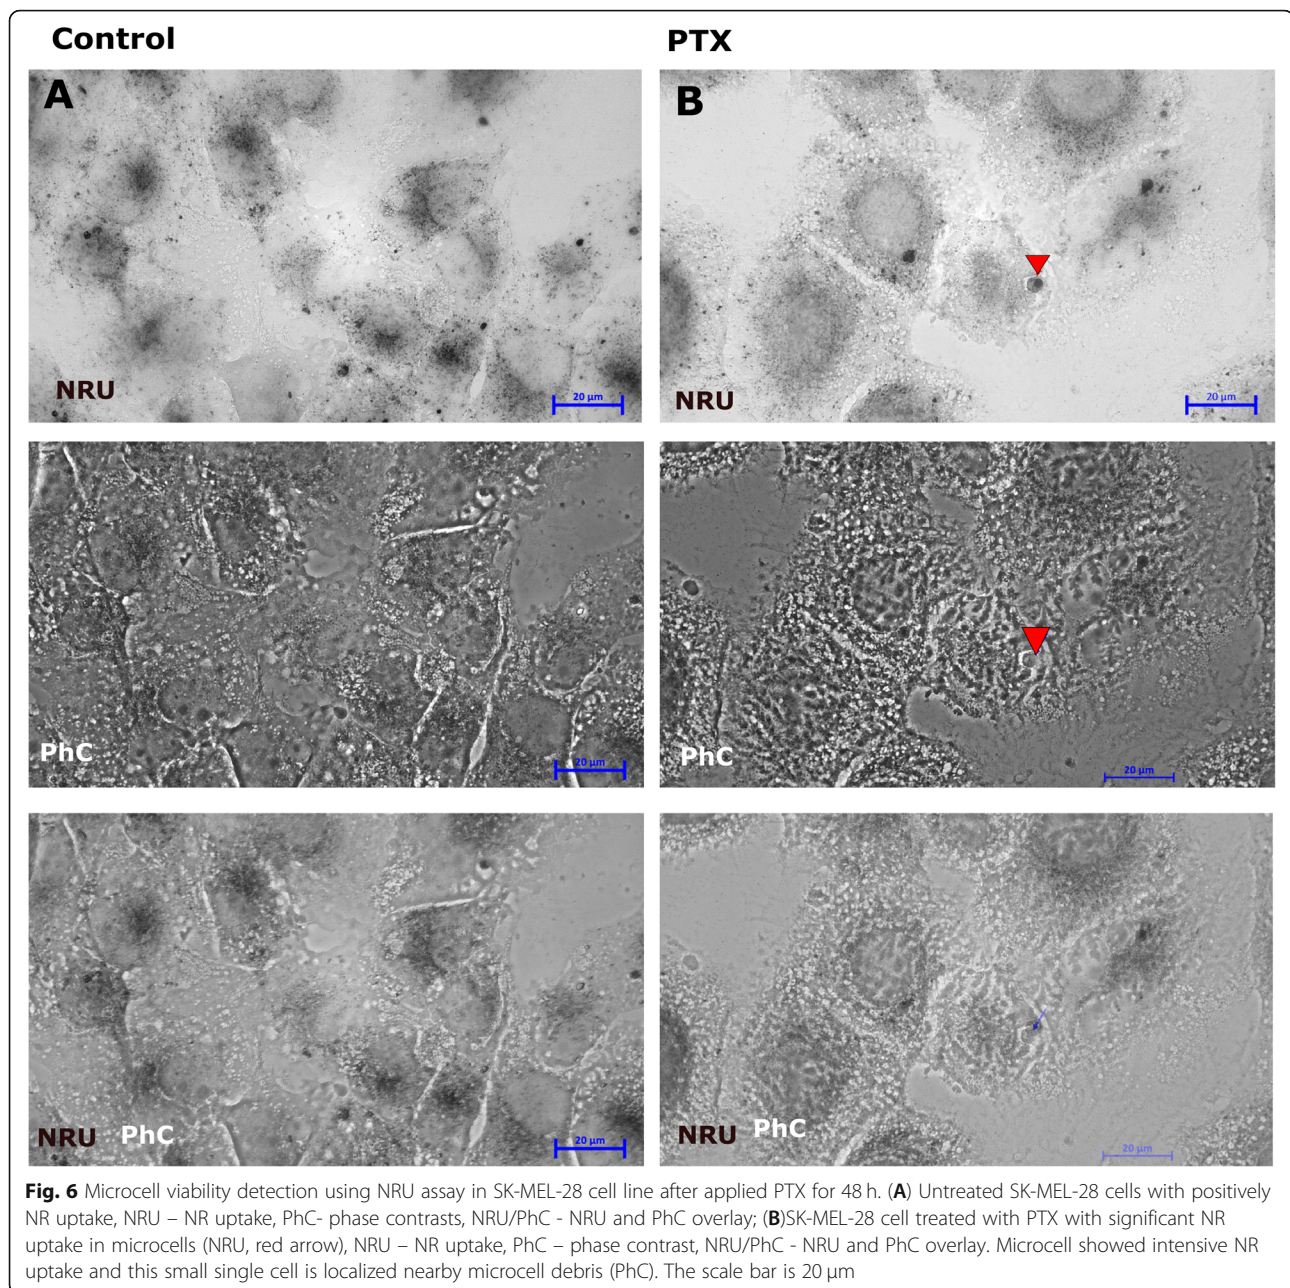 Control
PTX
A
B
NRU
20 µm
NRU
20 µm
PhC
20 µm
PhC
20 µm
NRU PhC
20 µm
NRU PhC
20 µm
Fig. 6 Microcell viability detection using NRU assay in SK-MEL-28 cell line after applied PTX for 48 h. (A) Untreated SK-MEL-28 cells with positively
NR uptake, NRU – NR uptake, PhC- phase contrasts, NRU/PhC - NRU and PhC overlay; (B)SK-MEL-28 cell treated with PTX with significant NR
uptake in microcells (NRU, red arrow), NRU – NR uptake, PhC – phase contrast, NRU/PhC - NRU and PhC overlay. Microcell showed intensive NR
uptake and this small single cell is localized nearby microcell debris (PhC). The scale bar is 20 µm